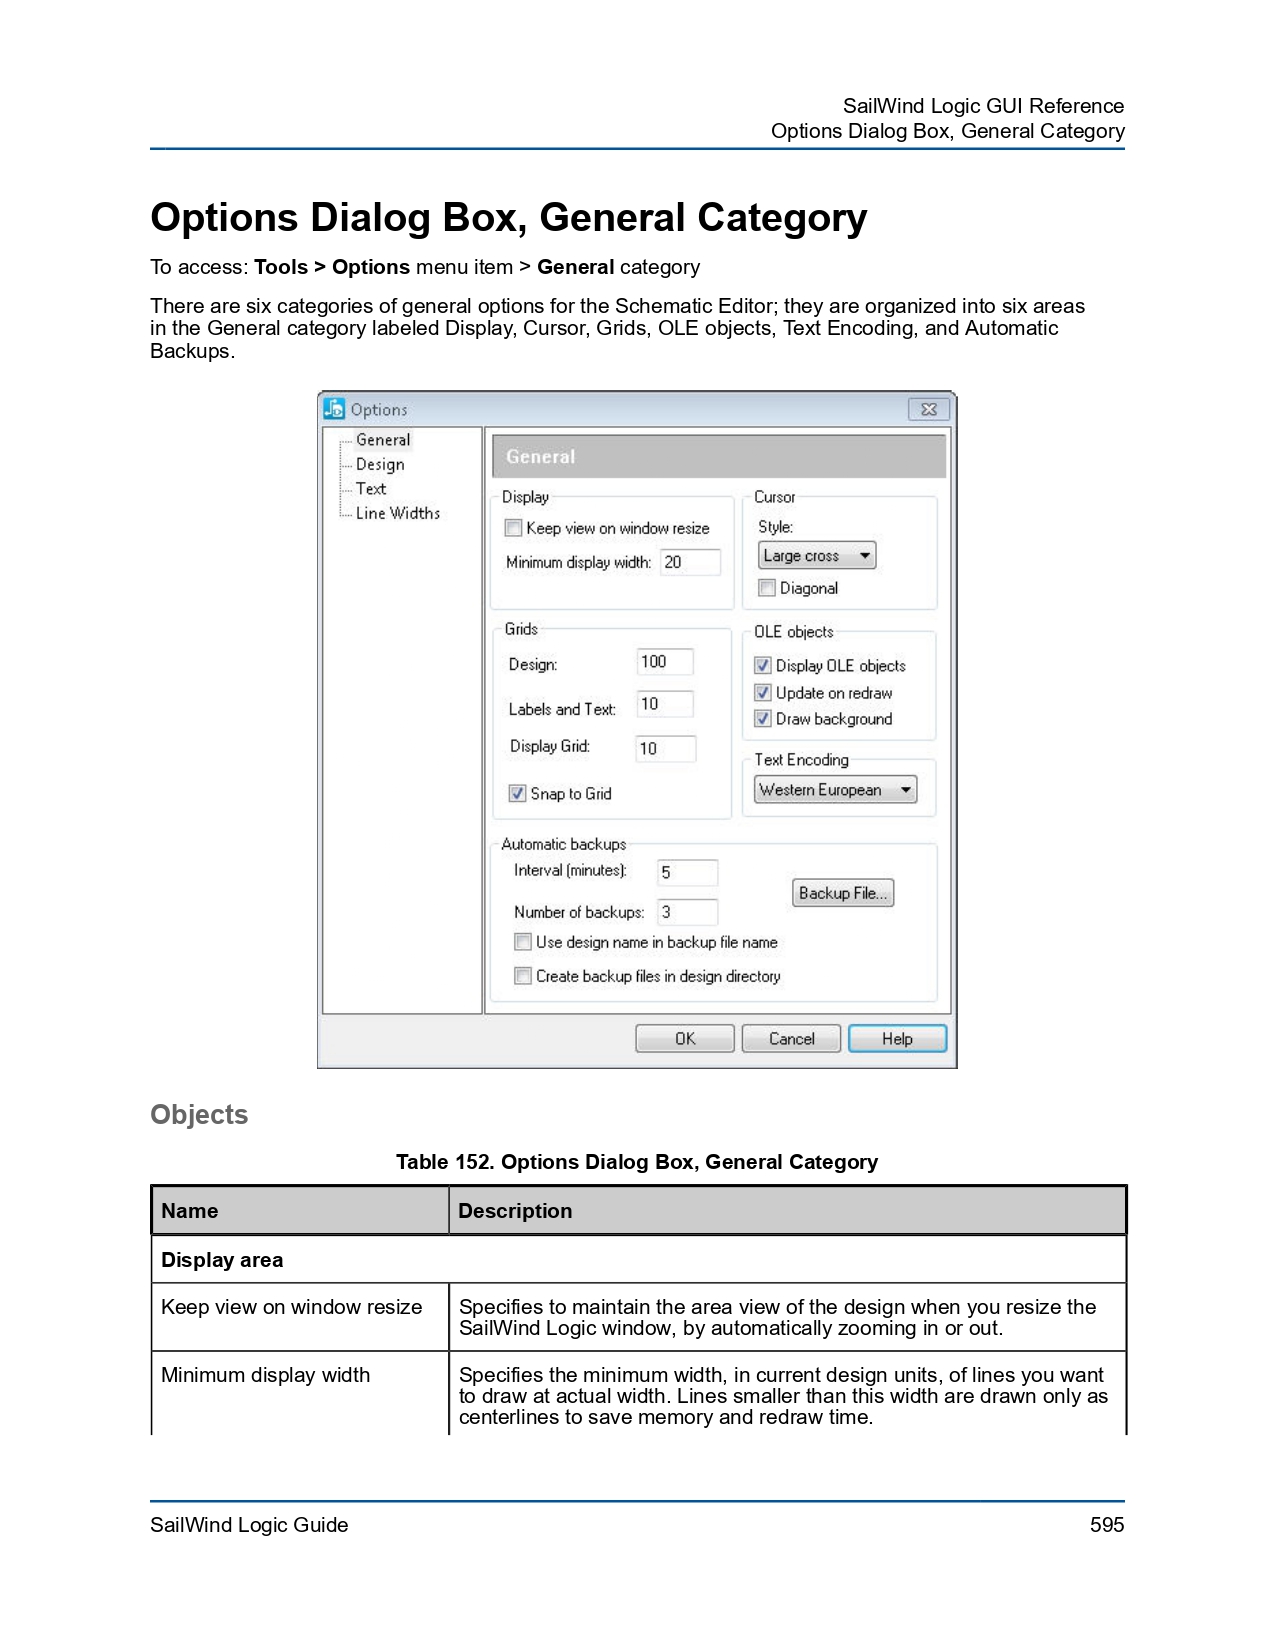 SailWind Logic GUI Reference
Options Dialog Box, General Category
Options Dialog Box, General Category
To access: Tools > Options menu item > General category
There are six categories of general options for the Schematic Editor; they are organized into six areas
in the General category labeled Display, Cursor, Grids, OLE objects, Text Encoding, and Automatic
Backups.
Options
General
Design
Text
Line Widths
General
Display
Keep view on window resize
Minimum display width: 20
Cursor
Style:
Large cross
Diagonal
Grids
Design: 100
Labels and Text: 10
Display Grid: 10
Snap to Grid
OLE objects
Display OLE objects
Update on redraw
Draw background
Text Encoding
Western European
Automatic backups
Interval (minutes): 5
Number of backups: 3
Backup File...
Use design name in backup file name
Create backup files in design directory
OK Cancel Help
Objects
Table 152. Options Dialog Box, General Category
Name Description
Display area
Keep view on window resize Specifies to maintain the area view of the design when you resize the
SailWind Logic window, by automatically zooming in or out.
Minimum display width Specifies the minimum width, in current design units, of lines you want
to draw at actual width. Lines smaller than this width are drawn only as
centerlines to save memory and redraw time.
SailWind Logic Guide 595